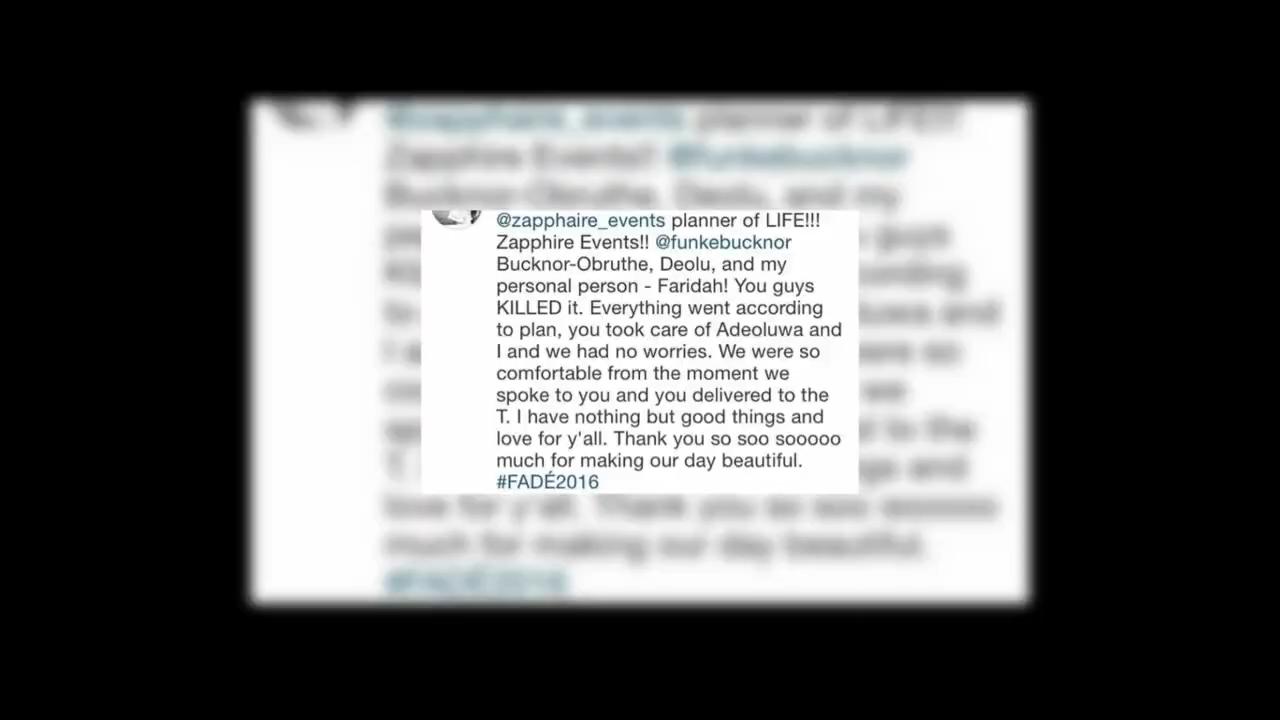 @zapphaire_events planner of LIFE!!!
Zapphire Events!! @funkebucknor
Bucknor-Obruthe, Deolu, and my
personal person - Faridah! You guys
KILLED it. Everything went according
to plan, you took care of Adeoluwa and
I and we had no worries. We were so
comfortable from the moment we
spoke to you and you delivered to the
T. I have nothing but good things and
love for y'all. Thank you so soo sooooo
much for making our day beautiful.
#FADÉ2016